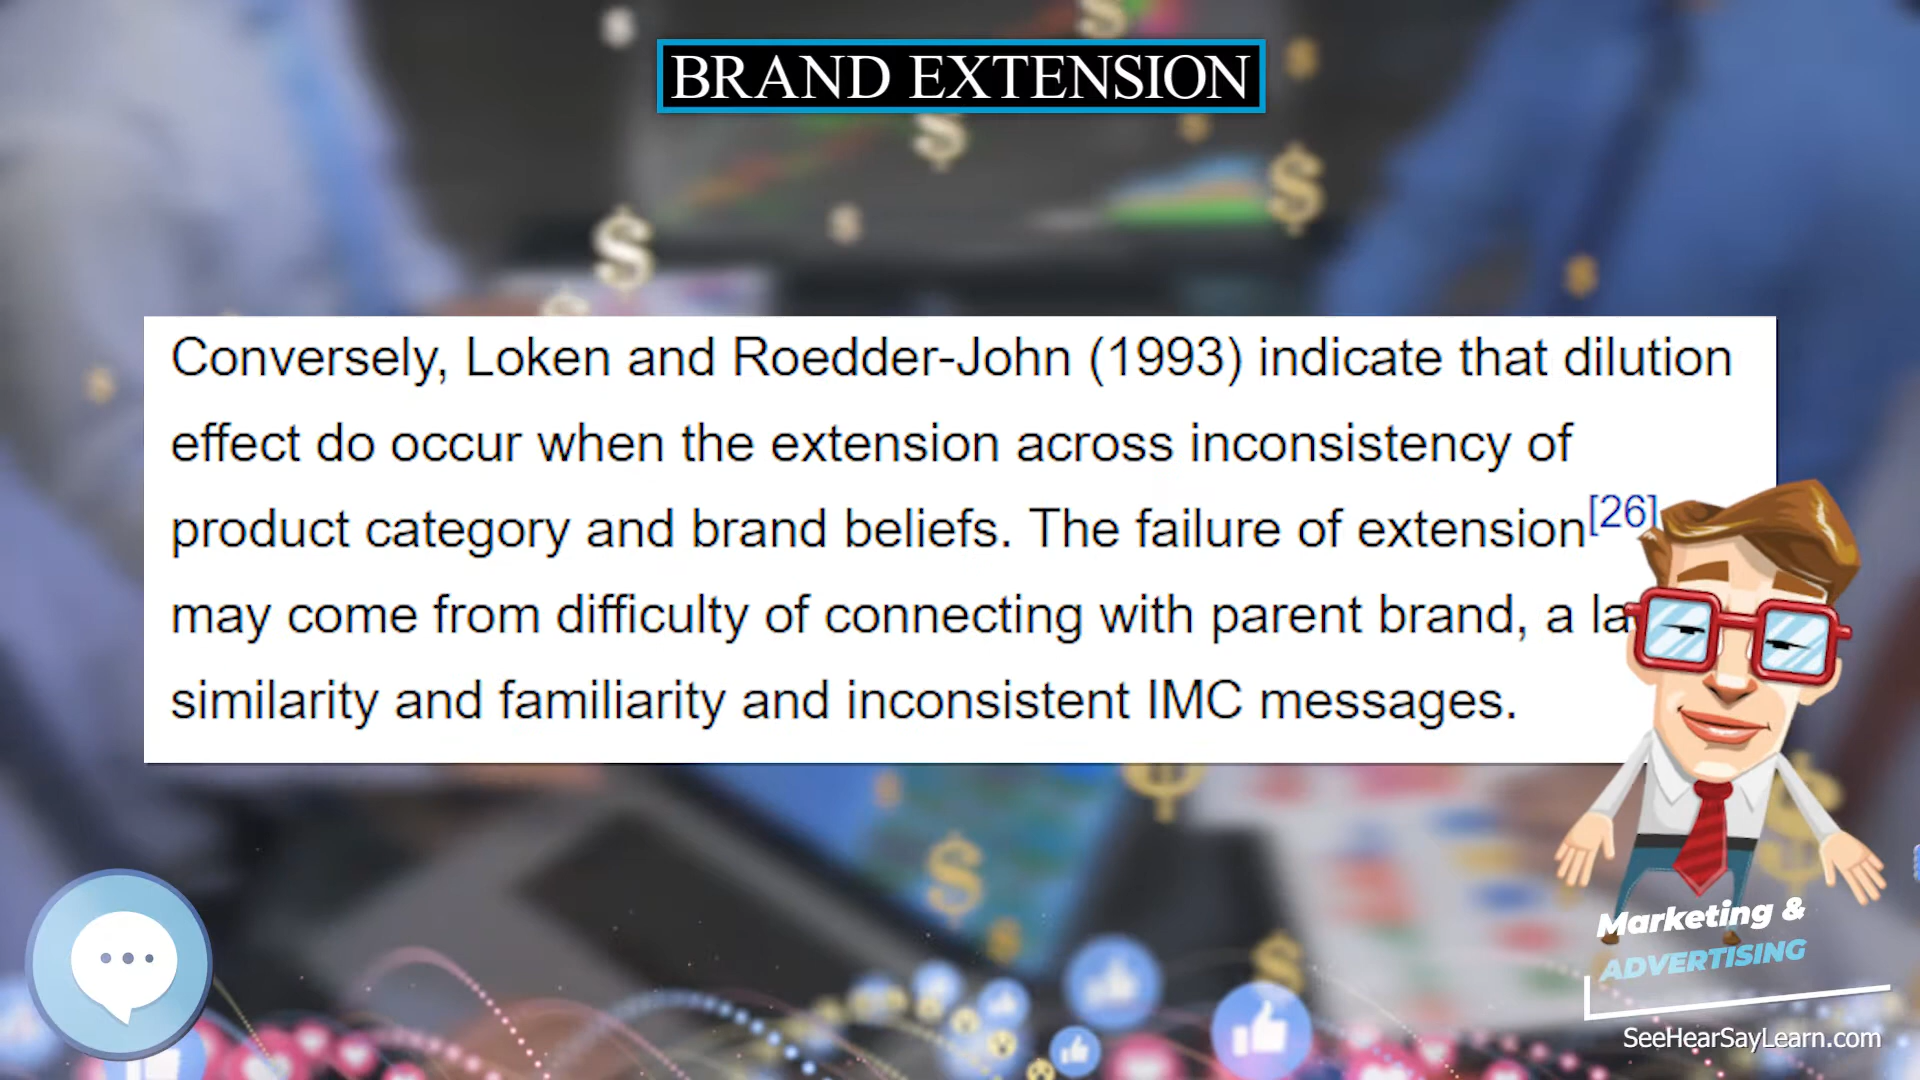 BRAND EXTENSION
Conversely, Loken and Roedder-John (1993) indicate that dilution
effect do occur when the extension across inconsistency of
product category and brand beliefs. The failure of extension[26]
may come from difficulty of connecting with parent brand, a
similarity and familiarity and inconsistent IMC messages.
Marketing &
ADVERTISING
SeeHearSayLearn.com